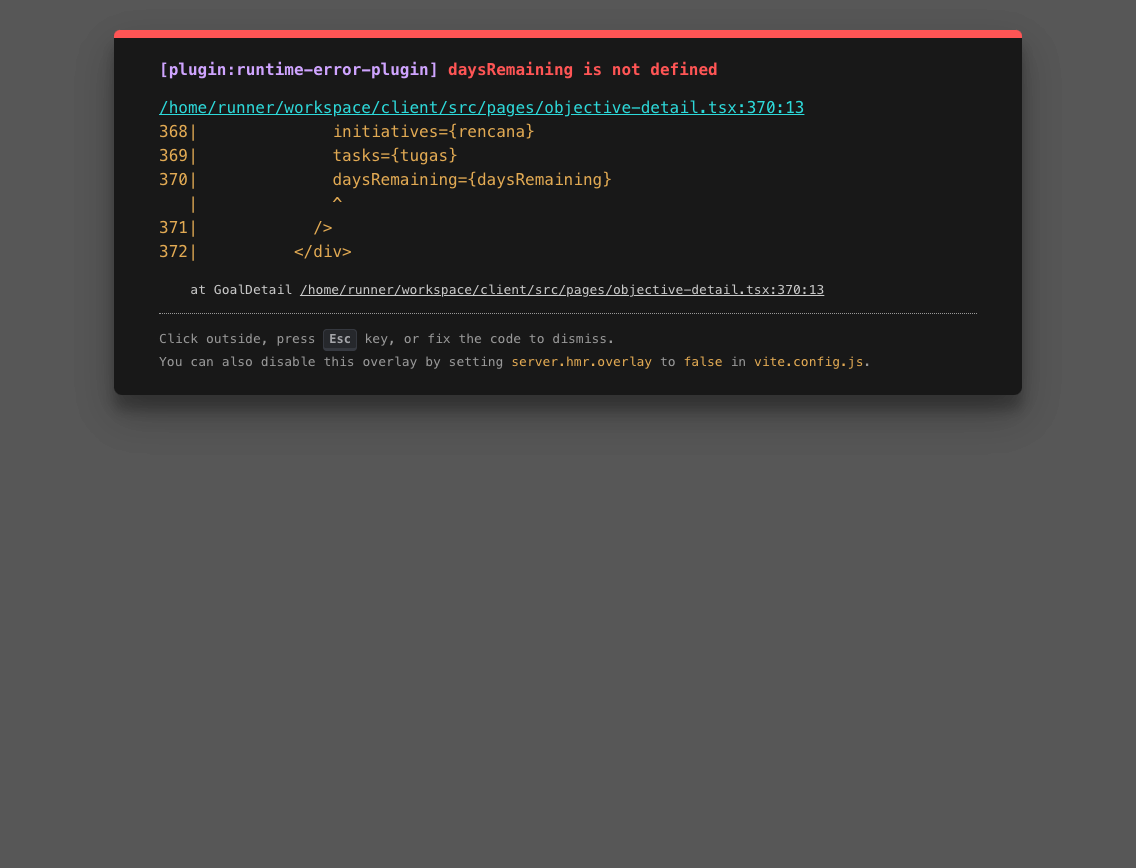 [plugin:runtime-error-plugin] daysRemaining is not defined
/home/runner/workspace/client/src/pages/objective-detail.tsx:370:13
368|              initiatives={rencana}
369|              tasks={tugas}
370|              daysRemaining={daysRemaining}
   |              ^
371|            />
372|          </div>
at GoalDetail /home/runner/workspace/client/src/pages/objective-detail.tsx:370:13
Click outside, press Esc key, or fix the code to dismiss.
You can also disable this overlay by setting server.hmr.overlay to false in vite.config.js.